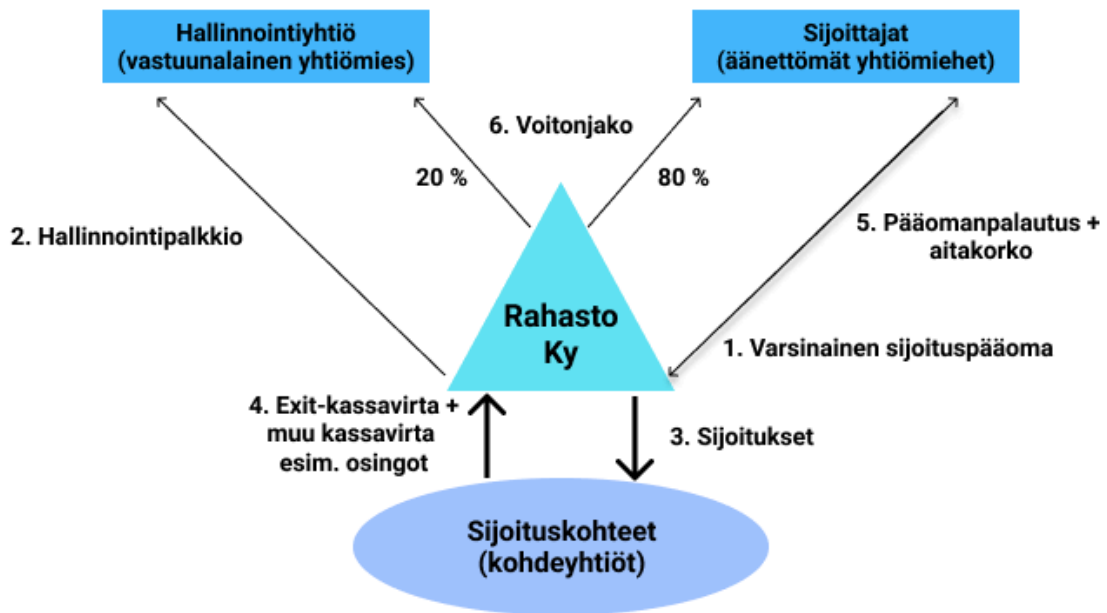 Hallinnointiyhtiö
(vastuunalainen yhtiömies)
Sijoittajat
(äänettömät yhtiömiehet)
6. Voitonjako
20 %
80 %
2. Hallinnointipalkkio
5. Pääomanpalautus +
aitakorko
Rahasto
Ky
1. Varsinainen sijoituspääoma
4. Exit-kassavirta +
muu kassavirta
esim. osingot
3. Sijoitukset
Sijoituskohteet
(kohdeyhtiöt)